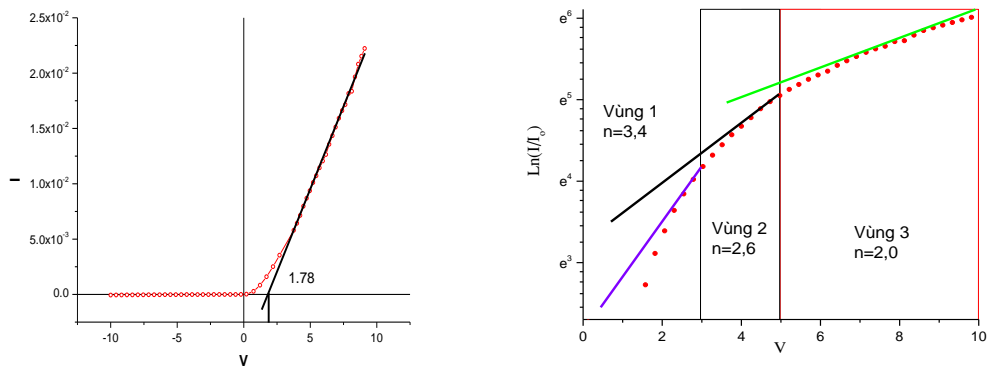 2.5x10⁻²
2.0x10⁻²
1.5x10⁻²
1.0x10⁻²
5.0x10⁻³
0.0
I
1.78
-10
-5
0
5
10
V
e⁶
e⁵
e⁴
e³
Ln(I/Iₒ)
Vùng 1
n=3,4
Vùng 2
n=2,6
Vùng 3
n=2,0
0
2
4
6
8
10
V